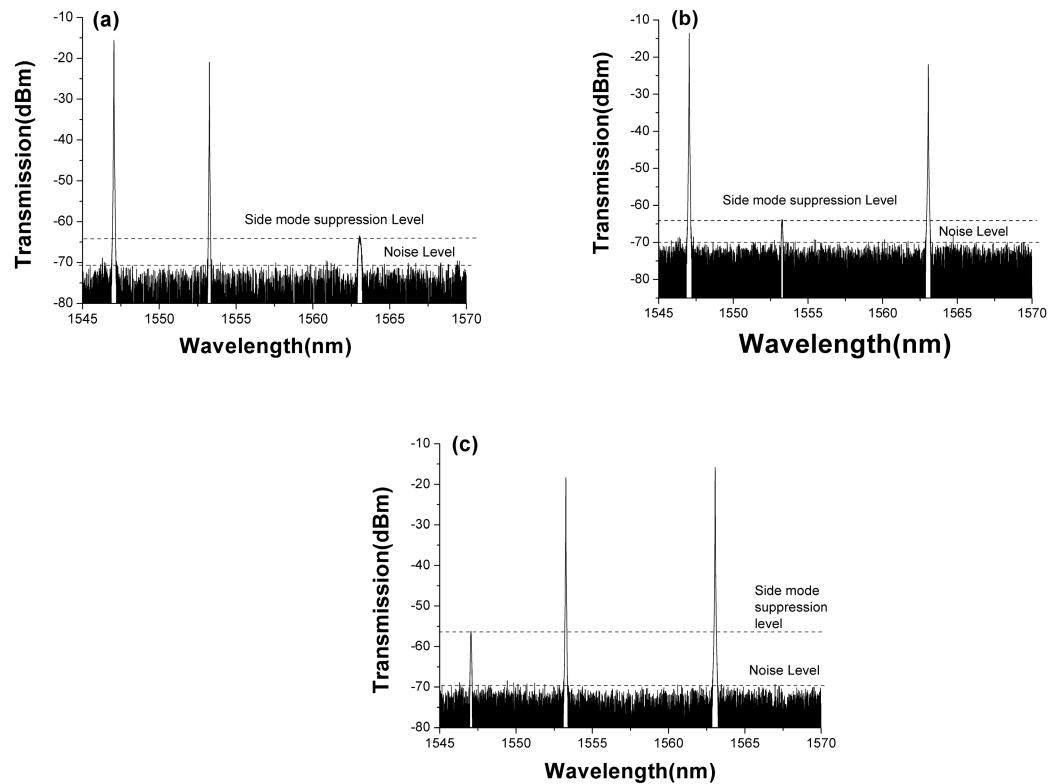 (a)
Transmission(dBm)
-10
-20
-30
-40
-50
-60
-70
-80
Side mode suppression Level
Noise Level
1545 1550 1555 1560 1565 1570
Wavelength(nm)
(b)
Transmission(dBm)
-10
-20
-30
-40
-50
-60
-70
-80
Side mode suppression Level
Noise Level
1545 1550 1555 1560 1565 1570
Wavelength(nm)
(c)
Transmission(dBm)
-10
-20
-30
-40
-50
-60
-70
-80
Side mode
suppression
level
Noise Level
1545 1550 1555 1560 1565 1570
Wavelength(nm)